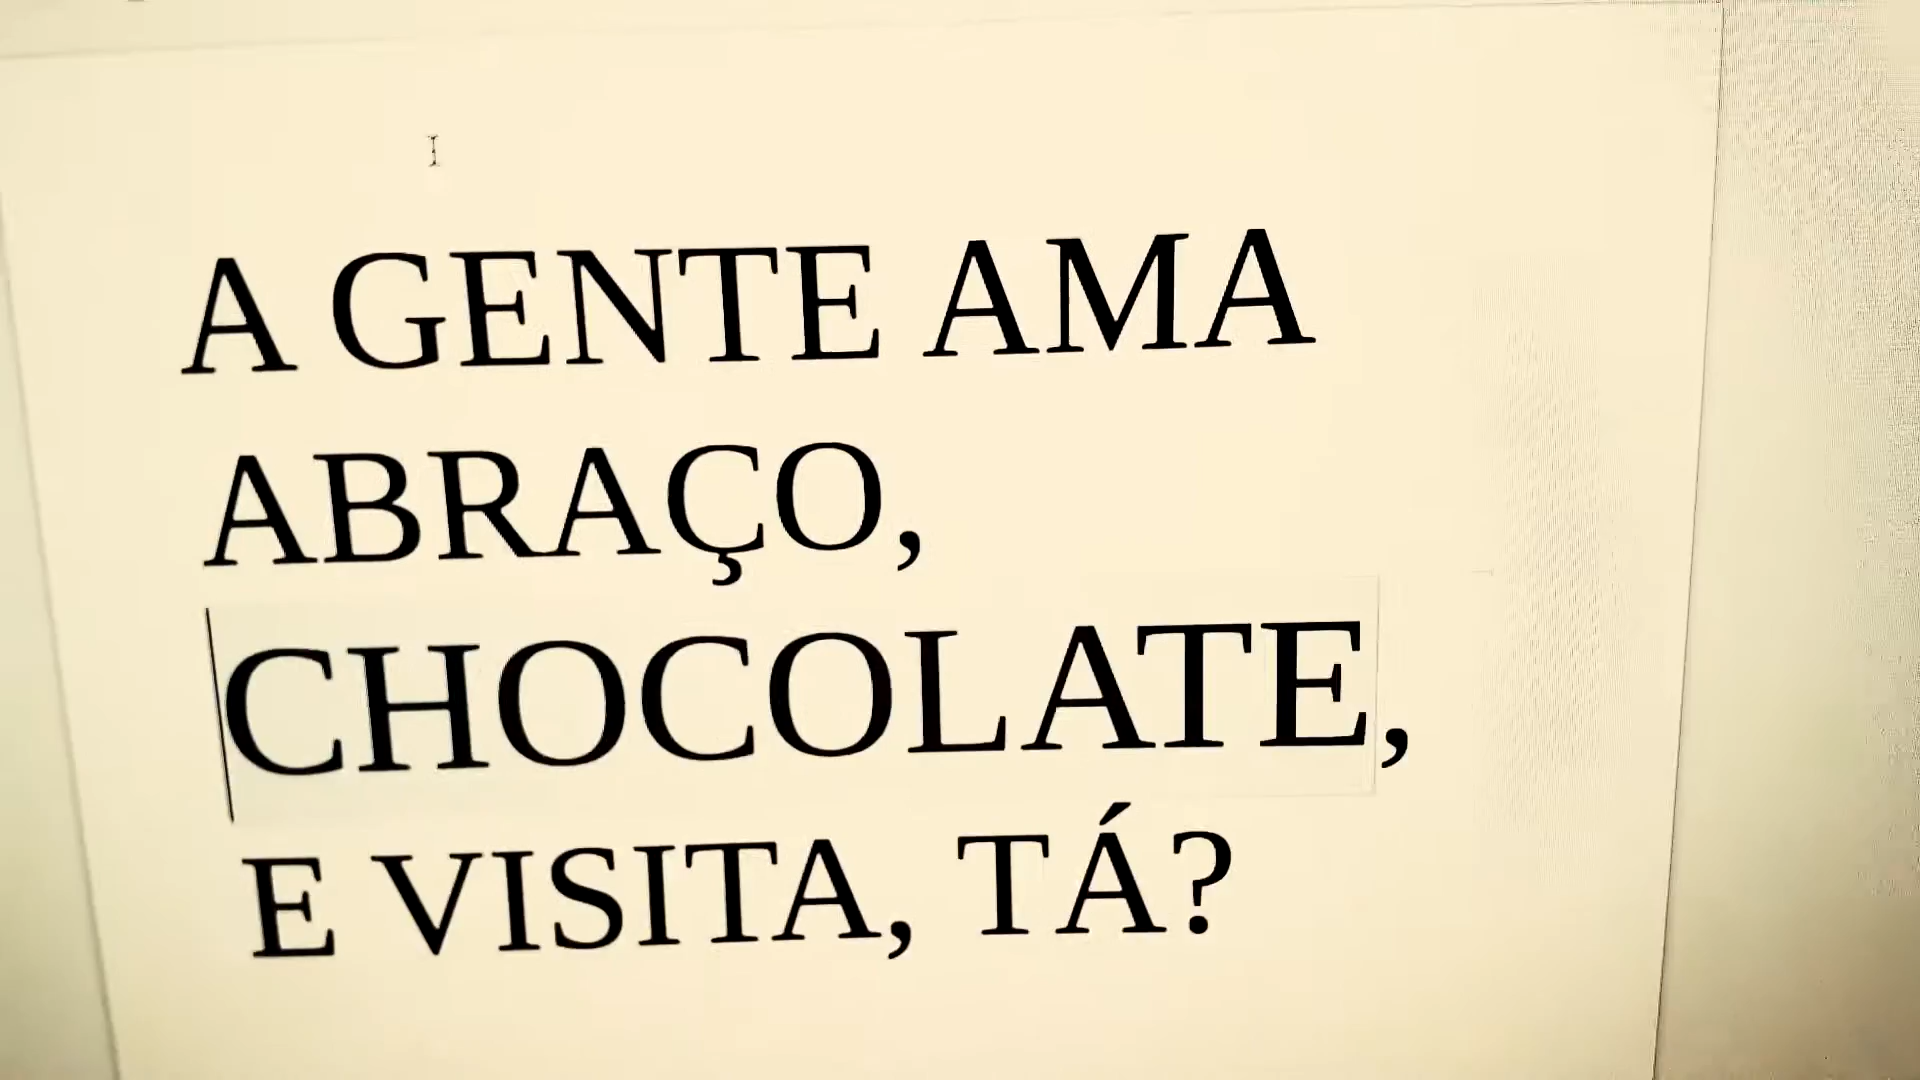 A GENTE AMA
ABRAÇO,
CHOCOLATE,
E VISITA, TÁ?